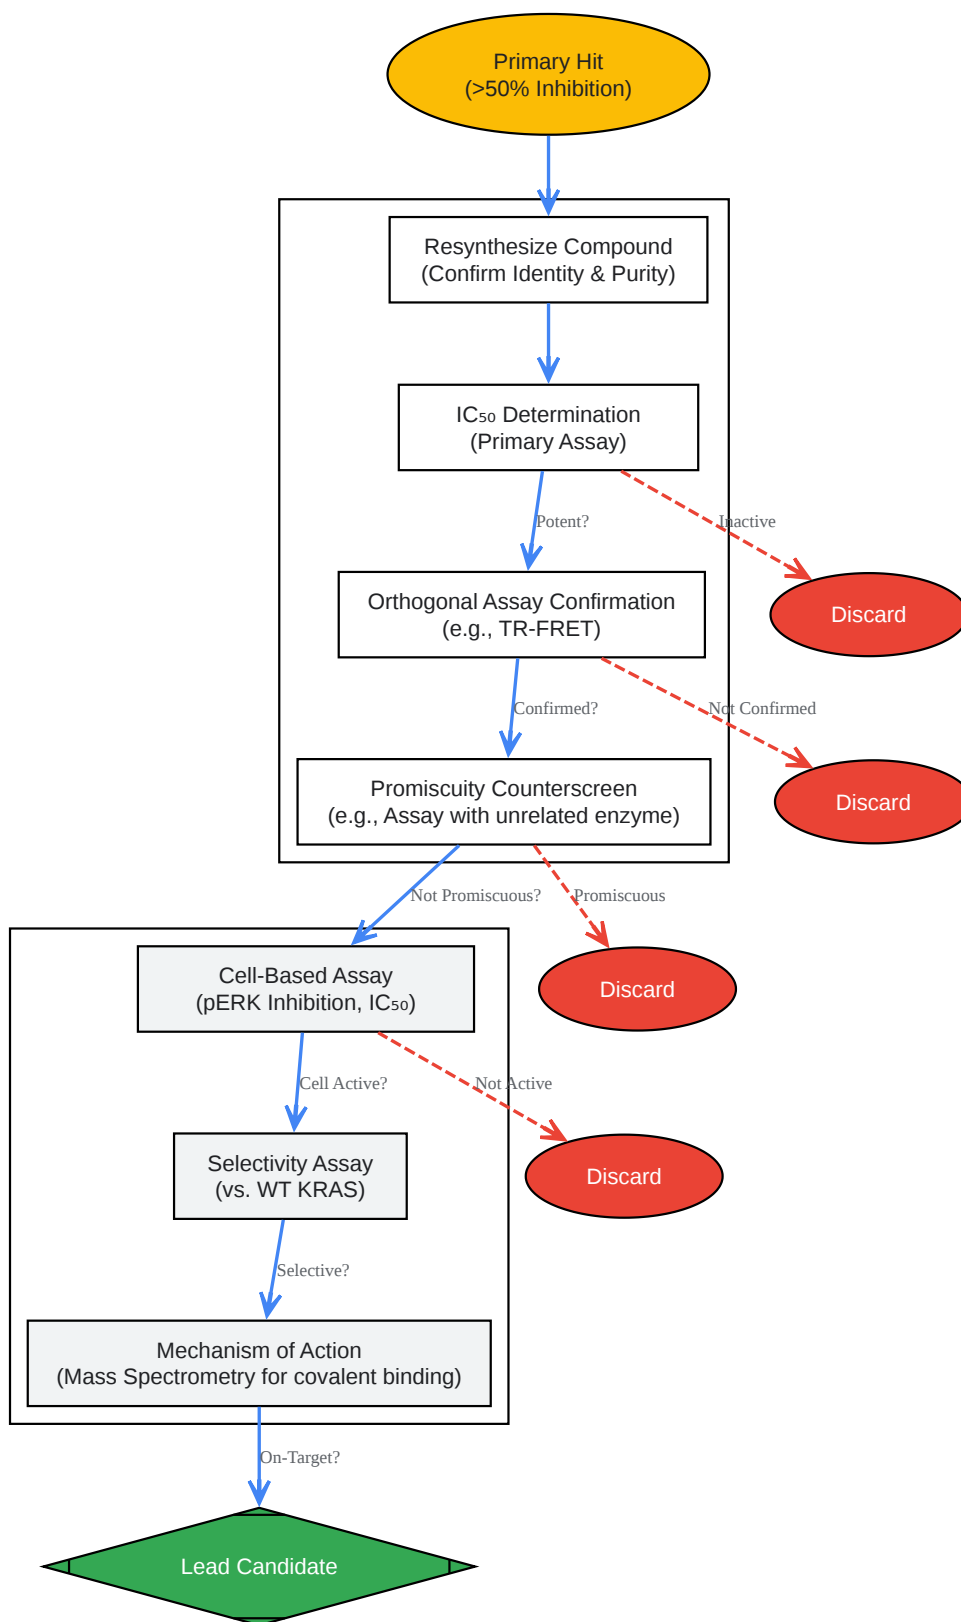 Primary Hit
(>50% Inhibition)
Resynthesize Compound
(Confirm Identity & Purity)
IC₅₀ Determination
(Primary Assay)
Potent?
Inactive
Orthogonal Assay Confirmation
(e.g., TR-FRET)
Discard
Confirmed?
Not Confirmed
Promiscuity Counterscreen
(e.g., Assay with unrelated enzyme)
Discard
Not Promiscuous?
Promiscuous
Cell-Based Assay
(pERK Inhibition, IC₅₀)
Discard
Cell Active?
Not Active
Selectivity Assay
(vs. WT KRAS)
Discard
Selective?
Mechanism of Action
(Mass Spectrometry for covalent binding)
On-Target?
Lead Candidate